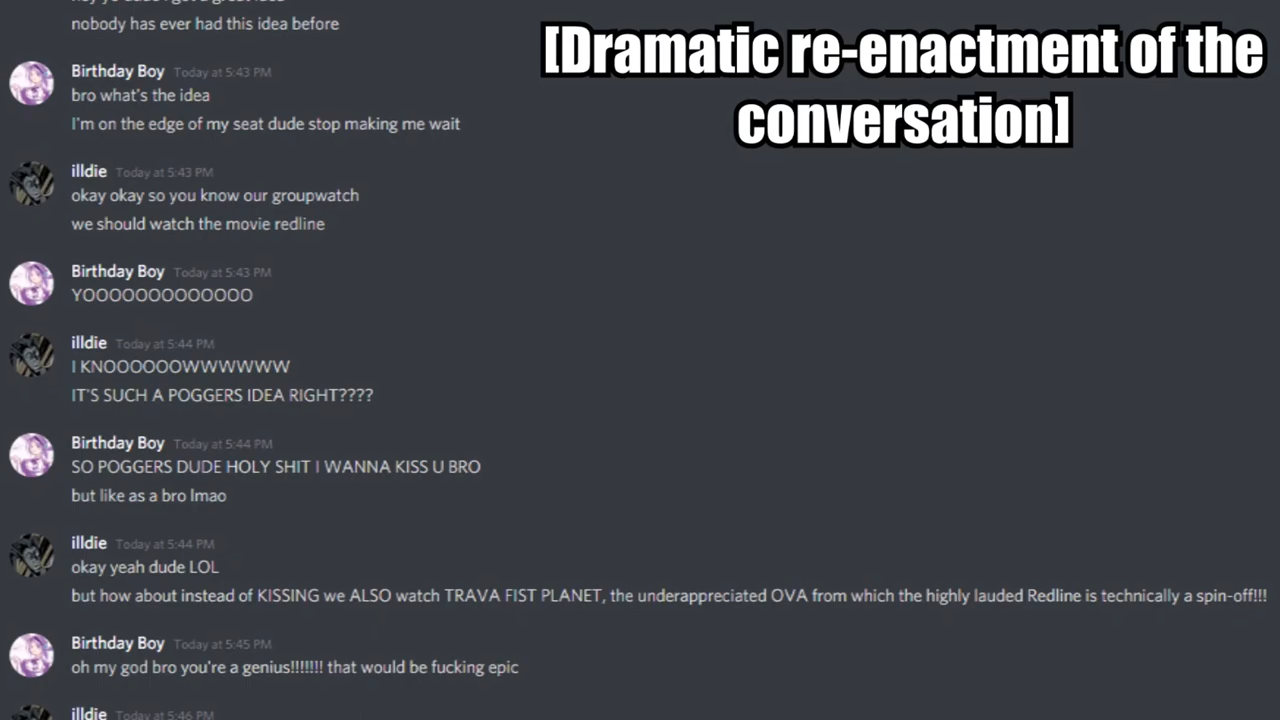 nobody has ever had this idea before
[Dramatic re-enactment of the
conversation]
Birthday Boy Today at 5:43 PM
bro what's the idea
I'm on the edge of my seat dude stop making me wait
illdie Today at 5:43 PM
okay okay so you know our groupwatch
we should watch the movie redline
Birthday Boy Today at 5:43 PM
YOOOOOOOOOOOOO
illdie Today at 5:44 PM
I KNOOOOOOWWWWWW
IT'S SUCH A POGGERS IDEA RIGHT????
Birthday Boy Today at 5:44 PM
SO POGGERS DUDE HOLY SHIT I WANNA KISS U BRO
but like as a bro lmao
illdie Today at 5:44 PM
okay yeah dude LOL
but how about instead of KISSING we ALSO watch TRAVA FIST PLANET, the underappreciated OVA from which the highly lauded Redline is technically a spin-off!!!
Birthday Boy Today at 5:45 PM
oh my god bro you're a genius!!!!!!! that would be fucking epic
illdie Today at 5:46 PM